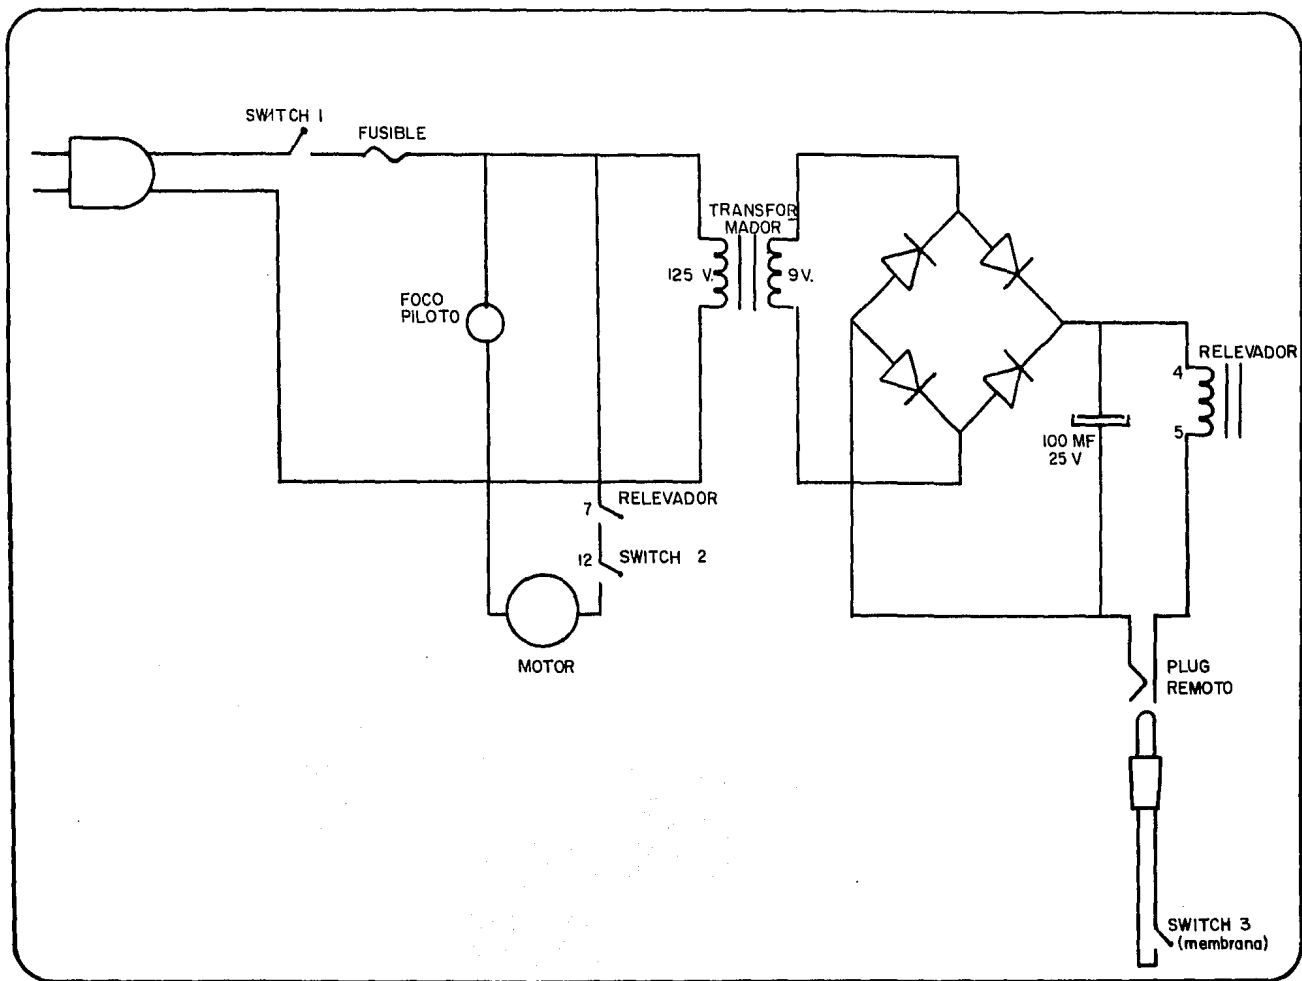 SWITCH 1
FUSIBLE
TRANSFOR
MADOR
125 V.
9V.
FOCO
PILOTO
RELEVADOR
4
5
100 MF
25 V
7
RELEVADOR
12
SWITCH 2
MOTOR
PLUG
REMOTO
SWITCH 3
(membrana)